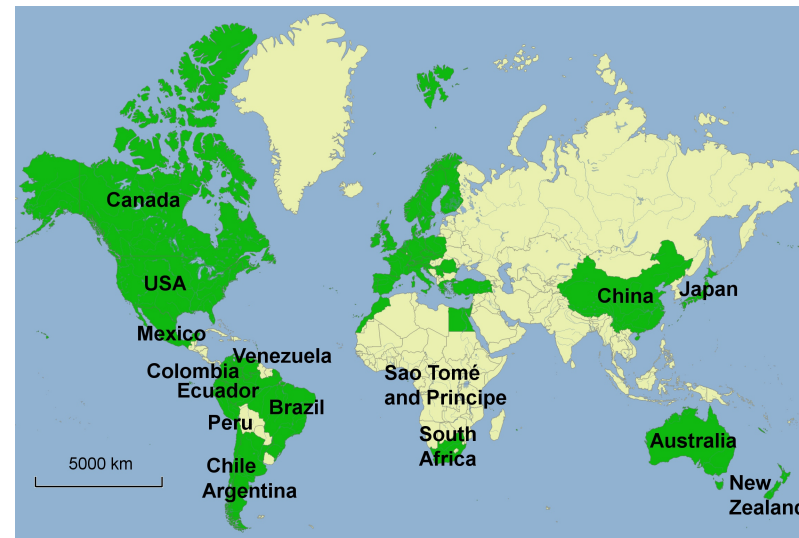 Canada
USA
Mexico
Venezuela
Colombia
Ecuador
Brazil
Peru
Chile
Argentina
5000 km
Sao Tomé
and Principe
South
Africa
China
Japan
Australia
New
Zealand